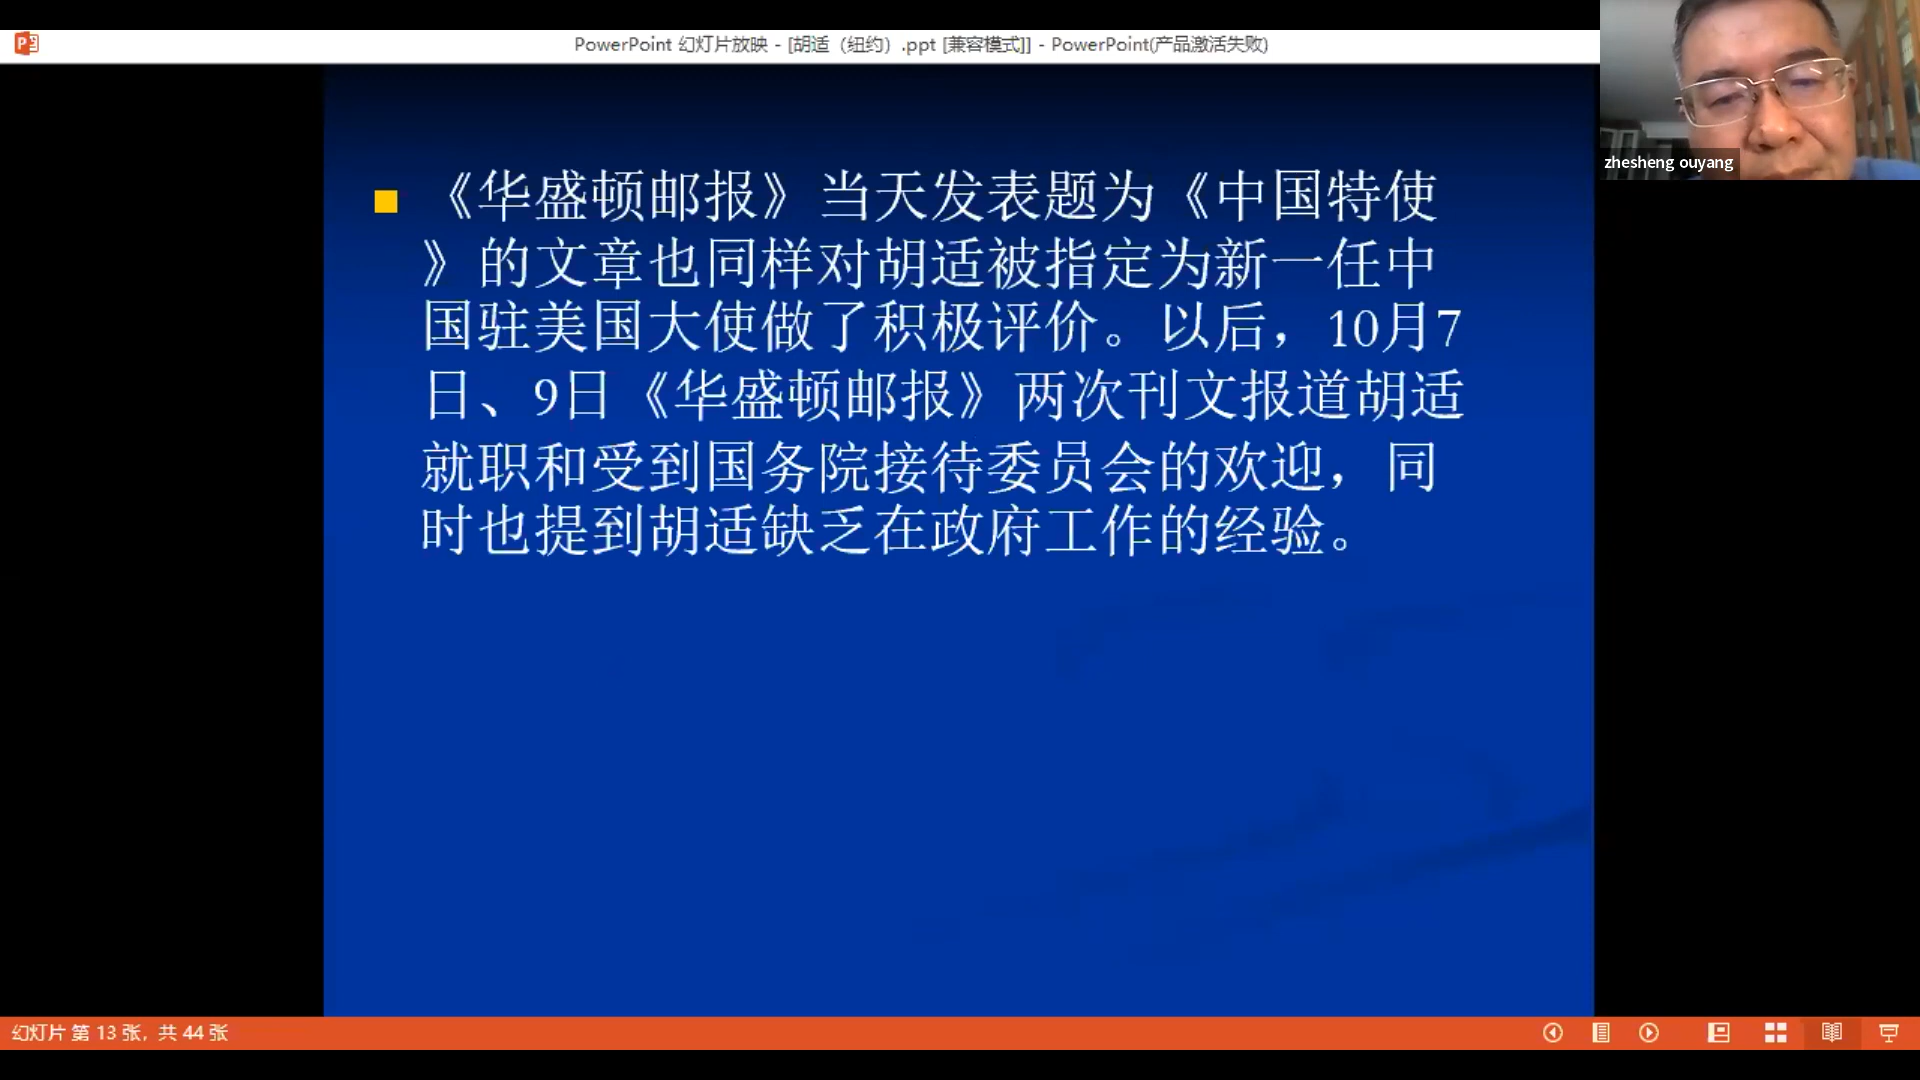 PowerPoint 幻灯片放映 - [胡适（纽约）.ppt [兼容模式]] - PowerPoint(产品激活失败)
zhesheng ouyang
《华盛顿邮报》当天发表题为《中国特使
》的文章也同样对胡适被指定为新一任中
国驻美国大使做了积极评价。以后，10月7
日、9日《华盛顿邮报》两次刊文报道胡适
就职和受到国务院接待委员会的欢迎，同
时也提到胡适缺乏在政府工作的经验。
幻灯片 第 13 张，共 44 张